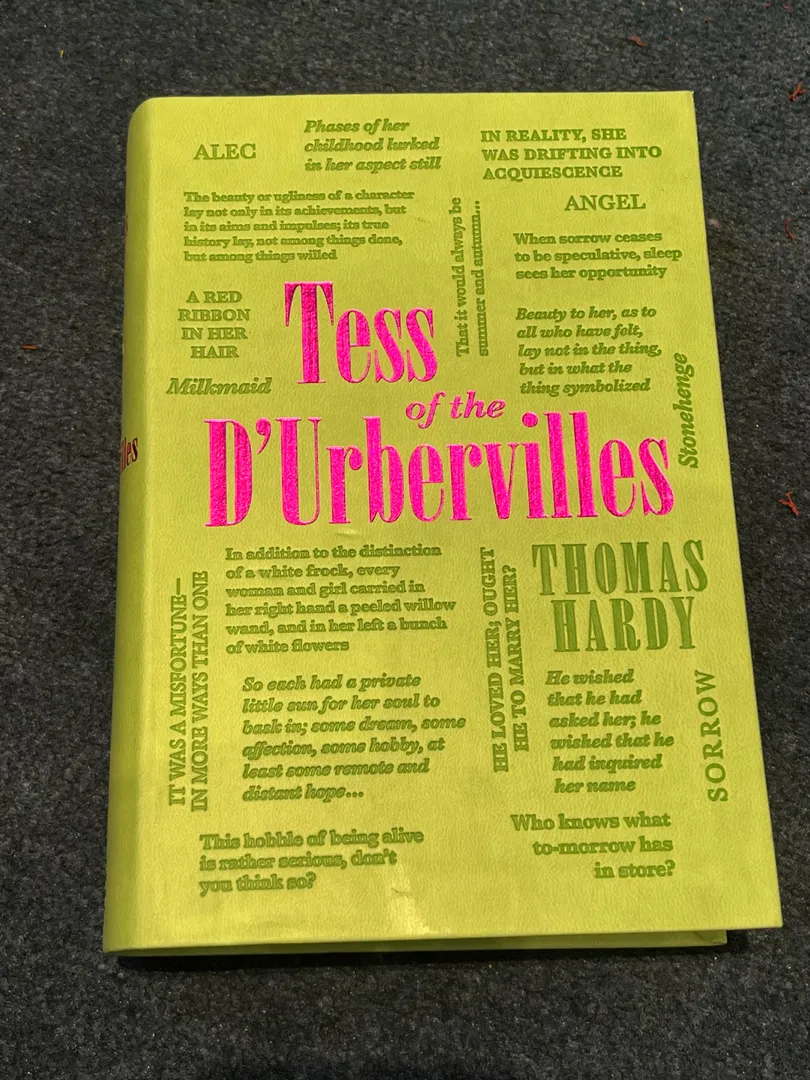 ALEC
Phases of her
childhood lurked
in her aspect still
IN REALITY, SHE
WAS DRIFTING INTO
ACQUIESCENCE
The beauty or ugliness of a character
lay not only in its achievements, but
in its aims and impulses; its true
history lay, not among things done,
but among things willed
That it would always be
summer and autumn...
ANGEL
When sorrow ceases
to be speculative, sleep
sees her opportunity
A RED
RIBBON
IN HER
HAIR
Milkmaid
Beauty to her, as to
all who have felt,
lay not in the thing,
but in what the
thing symbolized
Stonehenge
Tess
of the
D'Urbervilles
lles
In addition to the distinction
of a white frock, every
woman and girl carried in
her right hand a peeled willow
wand, and in her left a bunch
of white flowers
THOMAS
HARDY
IT WAS A MISFORTUNE—
IN MORE WAYS THAN ONE
So each had a private
little sun for her soul to
bask in; some dream, some
affection, some hobby, at
least some remote and
distant hope...
HE LOVED HER; OUGHT
HE TO MARRY HER?
He wished
that he had
asked her; he
wished that he
had inquired
her name
SORROW
This hobble of being alive
is rather serious, don't
you think so?
Who knows what
to-morrow has
in store?